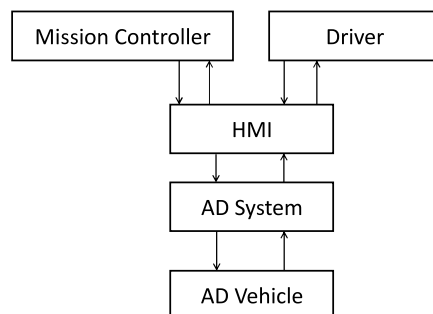 Mission Controller
Driver
HMI
AD System
AD Vehicle